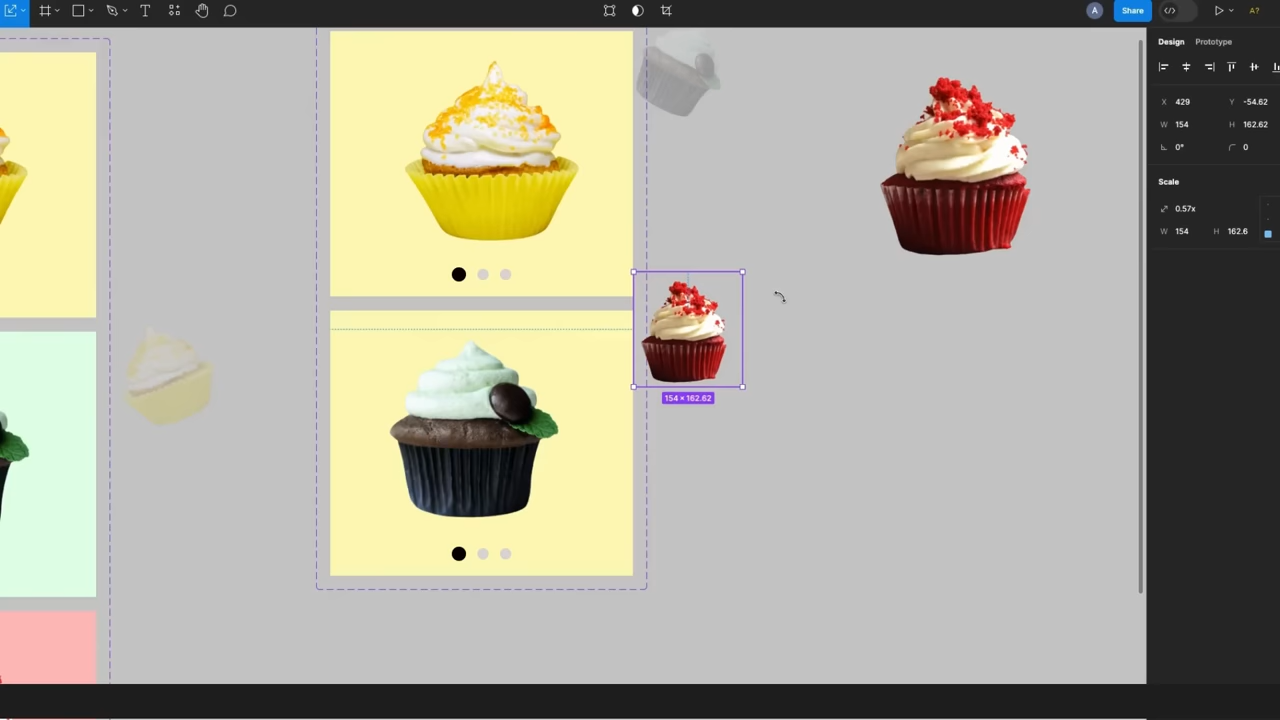 T
A
Share
A?
Design Prototype
X 429 Y -54.62
W 154 H 162.62
0° 0
Scale
0.57x
W 154 H 162.6
154 × 162.62